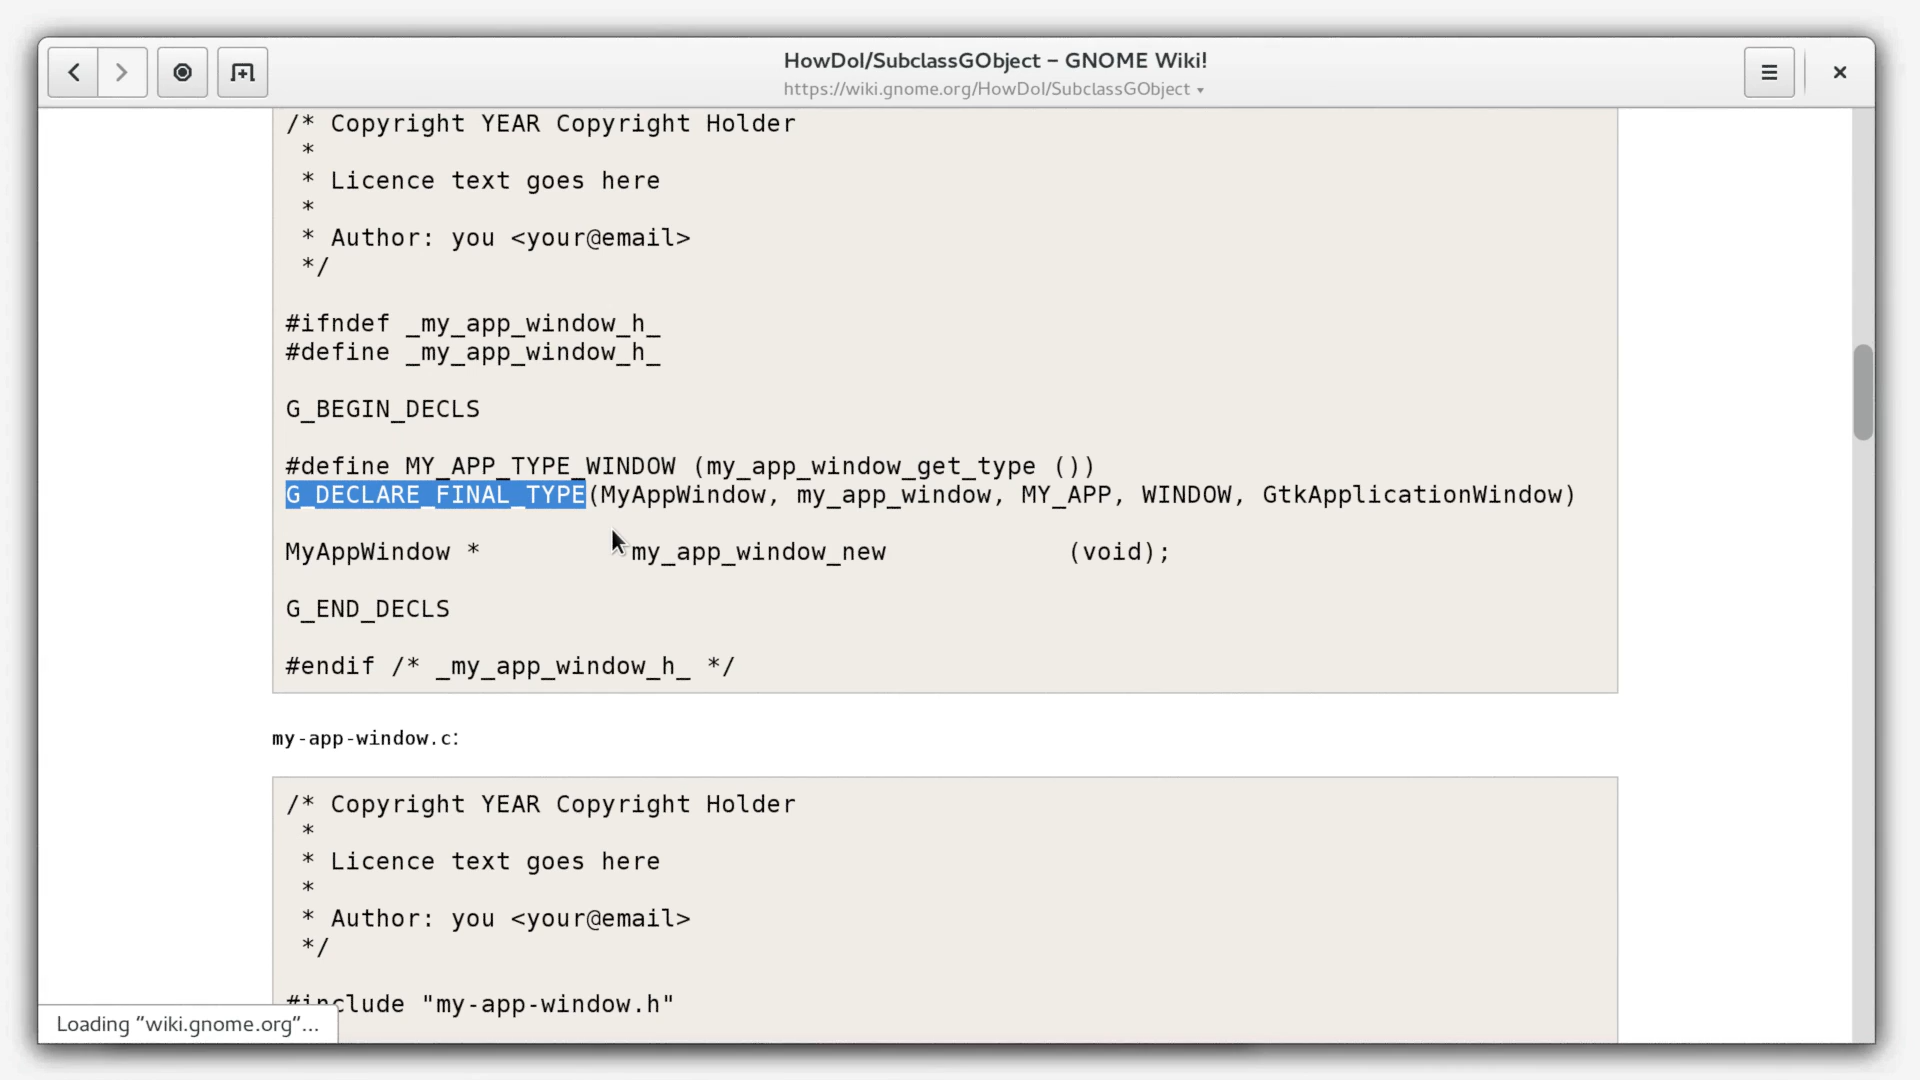 HowDoI/SubclassGObject – GNOME Wiki!
https://wiki.gnome.org/HowDoI/SubclassGObject
/* Copyright YEAR Copyright Holder
*
* Licence text goes here
*
* Author: you <your@email>
*/
#ifndef _my_app_window_h_
#define _my_app_window_h_
G_BEGIN_DECLS
#define MY_APP_TYPE_WINDOW (my_app_window_get_type ())
G_DECLARE_FINAL_TYPE(MyAppWindow, my_app_window, MY_APP, WINDOW, GtkApplicationWindow)
MyAppWindow * my_app_window_new (void);
G_END_DECLS
#endif /* _my_app_window_h_ */
my-app-window.c:
/* Copyright YEAR Copyright Holder
*
* Licence text goes here
*
* Author: you <your@email>
*/
#include "my-app-window.h"
Loading “wiki.gnome.org”…